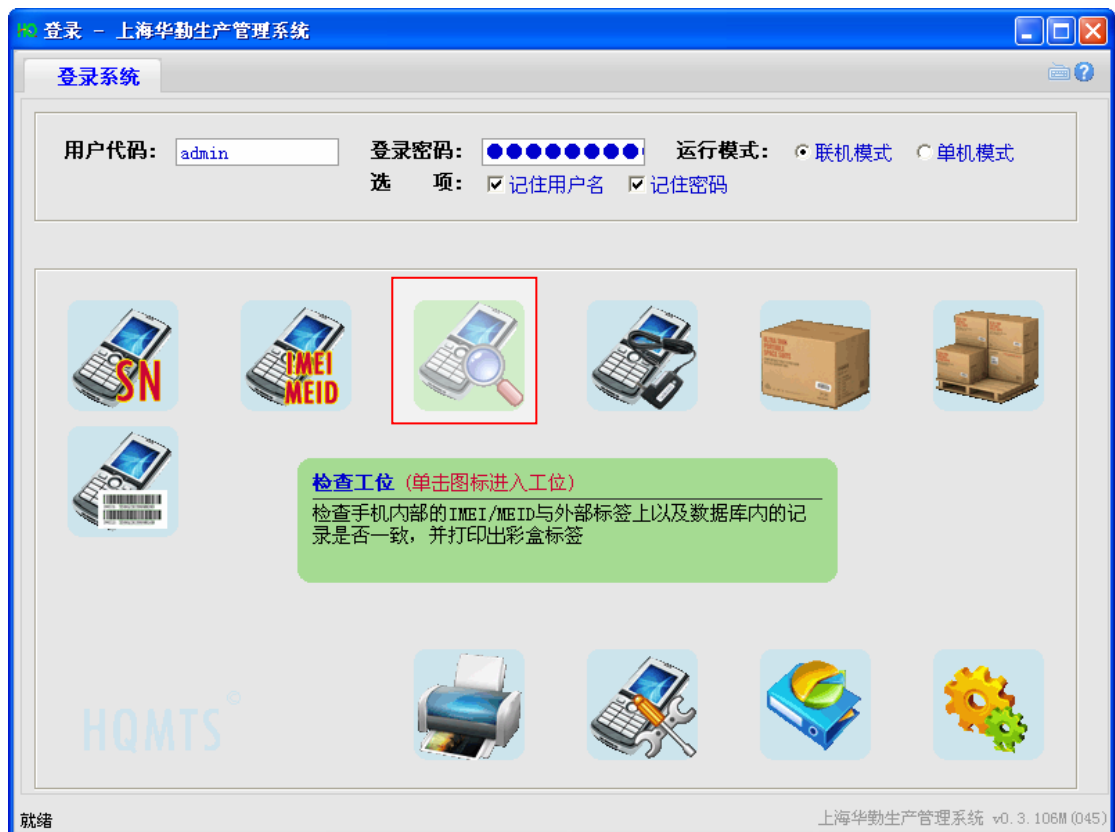 HQ 登录 - 上海华勤生产管理系统
登录系统
用户代码： admin 登录密码： 运行模式： 联机模式 单机模式
选 项： 记住用户名 记住密码
SN
IMEI
MEID
检查工位 (单击图标进入工位)
检查手机内部的IMEI/MEID与外部标签上以及数据库内的记
录是否一致，并打印出彩盒标签
HQMTS©
就绪 上海华勤生产管理系统 v0.3.106M(045)